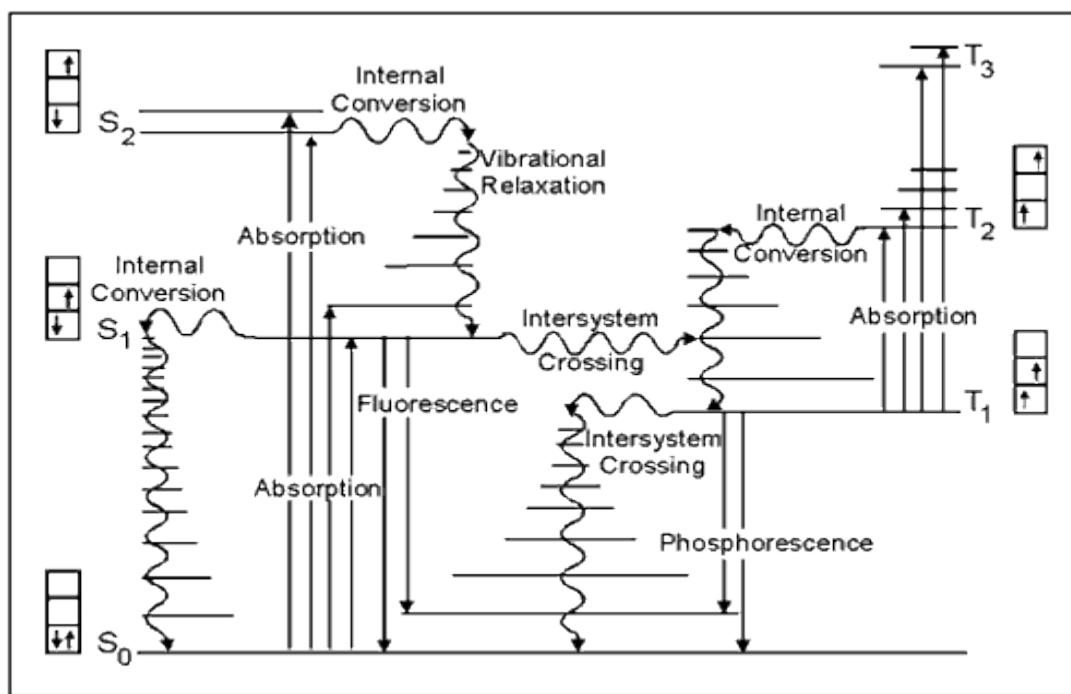 T3
Internal
Conversion
S2
Vibrational
Relaxation
Absorption
Internal
Conversion
T2
Internal
Conversion
S1
Intersystem
Crossing
Absorption
Fluorescence
T1
Intersystem
Crossing
Absorption
Phosphorescence
S0